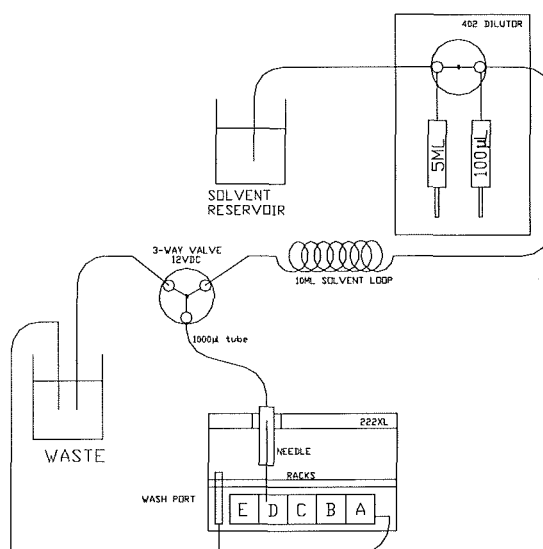 402 DILUTOR
5ML
100µL
SOLVENT
RESERVOIR
3-WAY VALVE
12VDC
10ML SOLVENT LOOP
1000µl tube
WASTE
222XL
NEEDLE
RACKS
WASH PORT
E D C B A